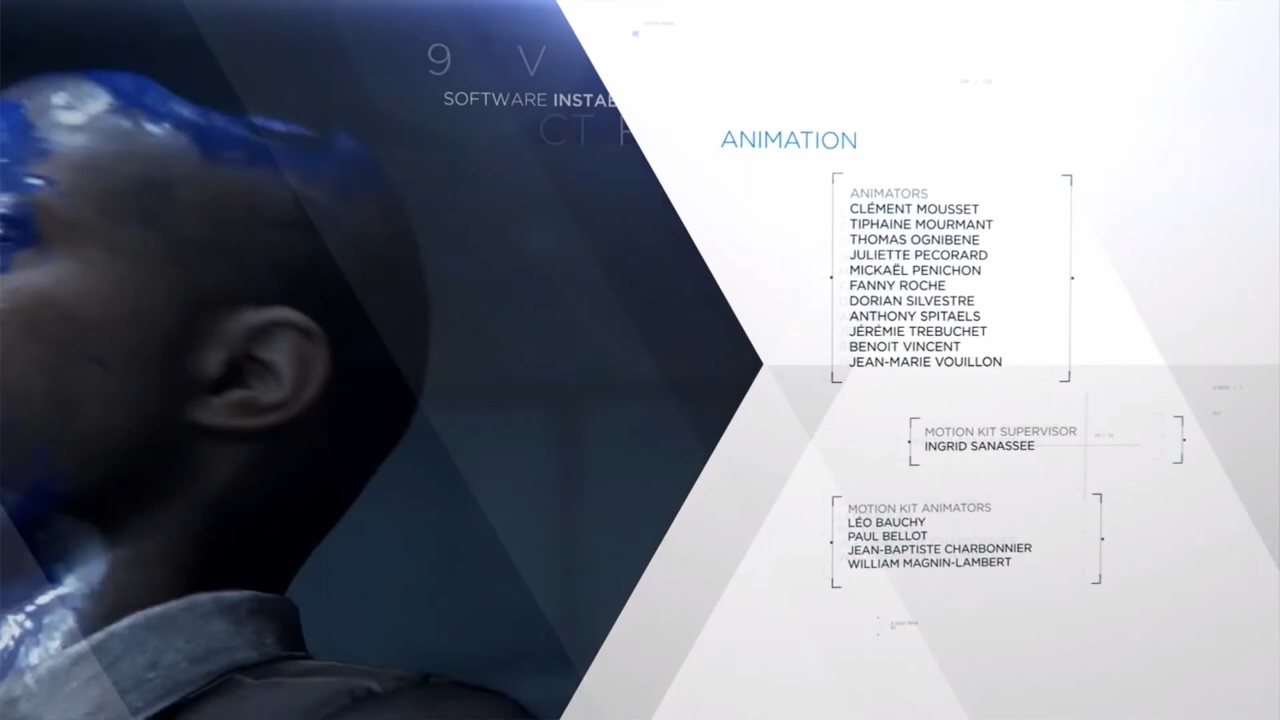 9 V
SOFTWARE INSTAB
CT
ANIMATION
ANIMATORS
CLÉMENT MOUSSET
TIPHAINE MOURMANT
THOMAS OGNIBENE
JULIETTE PECORARD
MICKAËL PENICHON
FANNY ROCHE
DORIAN SILVESTRE
ANTHONY SPITAELS
JÉRÉMIE TREBUCHET
BENOIT VINCENT
JEAN-MARIE VOUILLON
MOTION KIT SUPERVISOR
INGRID SANASSEE
MOTION KIT ANIMATORS
LÉO BAUCHY
PAUL BELLOT
JEAN-BAPTISTE CHARBONNIER
WILLIAM MAGNIN-LAMBERT